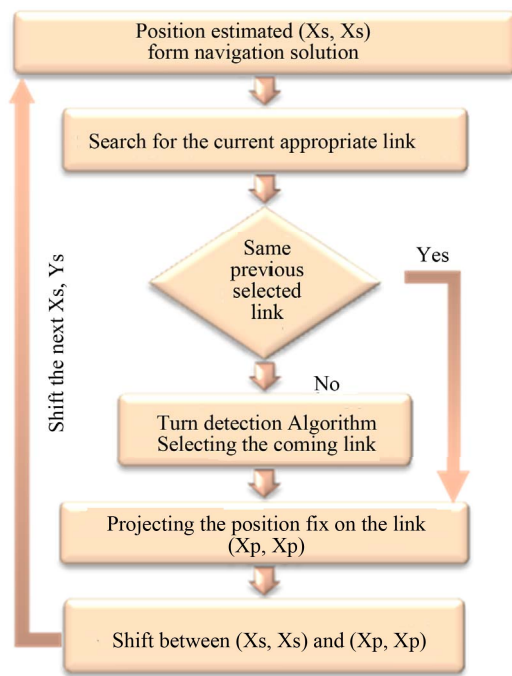 Position estimated (Xs, Xs)
form navigation solution
Search for the current appropriate link
Same
previous
selected
link
Yes
No
Turn detection Algorithm
Selecting the coming link
Projecting the position fix on the link
(Xp, Xp)
Shift between (Xs, Xs) and (Xp, Xp)
Shift the next Xs, Ys